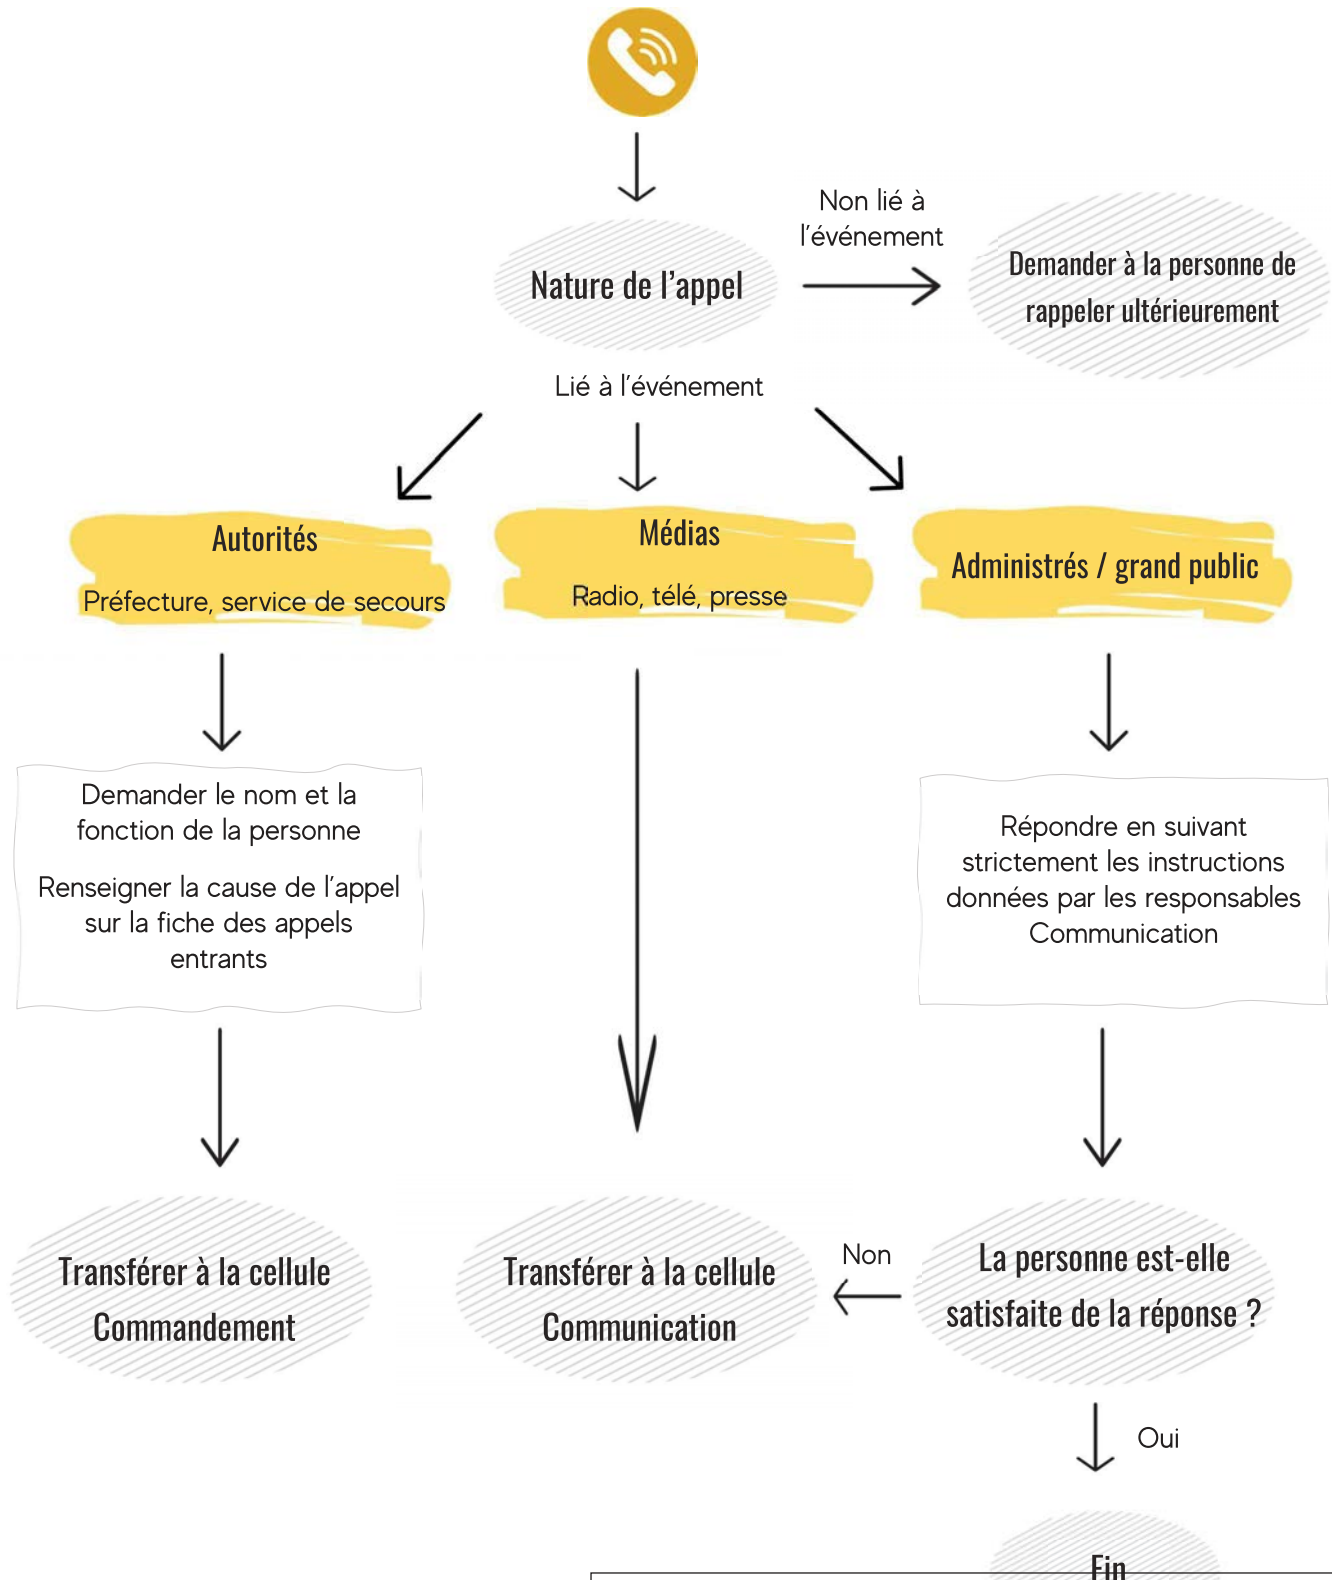 Non lié à
l'événement
Nature de l'appel
Demander à la personne de
rappeler ultérieurement
Lié à l'événement
Autorités
Préfecture, service de secours
Médias
Radio, télé, presse
Administrés / grand public
Demander le nom et la
fonction de la personne
Renseigner la cause de l'appel
sur la fiche des appels
entrants
Répondre en suivant
strictement les instructions
données par les responsables
Communication
Transférer à la cellule
Commandement
Transférer à la cellule
Communication
Non
La personne est-elle
satisfaite de la réponse ?
Oui
Fin